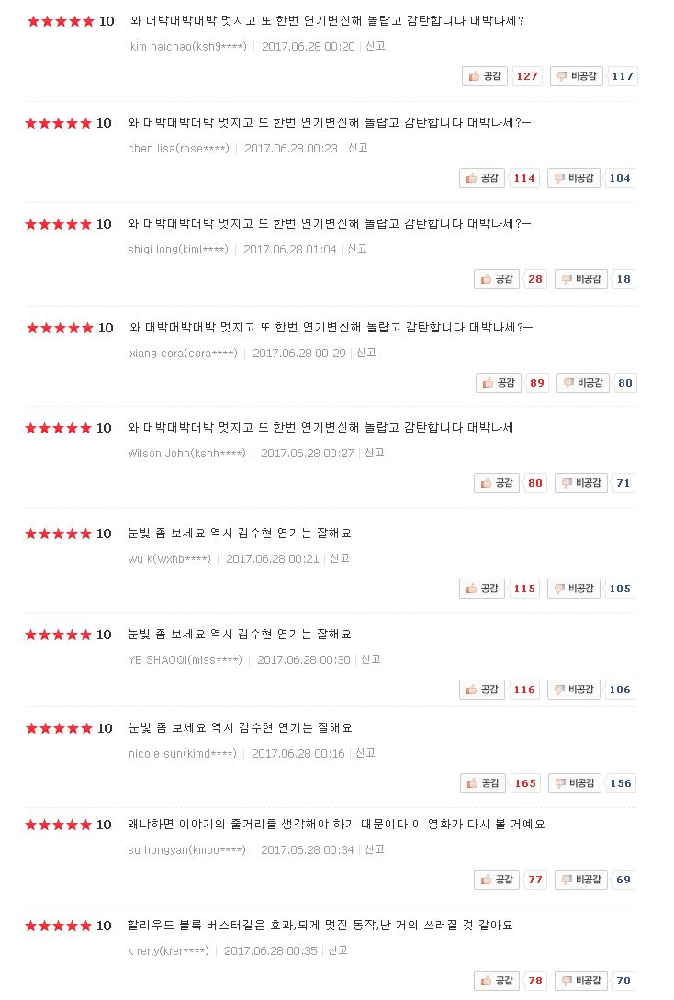 ★★★★★ 10 와 대박대박대박 멋지고 또 한번 연기변신해 놀랍고 감탄합니다 대박나세?
kim haichao(ksh9****) | 2017.06.28 00:20 | 신고
공감 127 비공감 117
★★★★★ 10 와 대박대박대박 멋지고 또 한번 연기변신해 놀랍고 감탄합니다 대박나세?ㅡ
chen lisa(rose****) | 2017.06.28 00:23 | 신고
공감 114 비공감 104
★★★★★ 10 와 대박대박대박 멋지고 또 한번 연기변신해 놀랍고 감탄합니다 대박나세?ㅡ
shiqi long(kiml****) | 2017.06.28 01:04 | 신고
공감 28 비공감 18
★★★★★ 10 와 대박대박대박 멋지고 또 한번 연기변신해 놀랍고 감탄합니다 대박나세?ㅡ
xiang cora(cora****) | 2017.06.28 00:29 | 신고
공감 89 비공감 80
★★★★★ 10 와 대박대박대박 멋지고 또 한번 연기변신해 놀랍고 감탄합니다 대박나세
Wilson John(kshh****) | 2017.06.28 00:27 | 신고
공감 80 비공감 71
★★★★★ 10 눈빛 좀 보세요 역시 김수현 연기는 잘해요
wu k(wxhb****) | 2017.06.28 00:21 | 신고
공감 115 비공감 105
★★★★★ 10 눈빛 좀 보세요 역시 김수현 연기는 잘해요
YE SHAOQI(miss****) | 2017.06.28 00:30 | 신고
공감 116 비공감 106
★★★★★ 10 눈빛 좀 보세요 역시 김수현 연기는 잘해요
nicole sun(kimd****) | 2017.06.28 00:16 | 신고
공감 165 비공감 156
★★★★★ 10 왜냐하면 이야기의 줄거리를 생각해야 하기 때문이다 이 영화가 다시 볼 거예요
su hongyan(kmoo****) | 2017.06.28 00:34 | 신고
공감 77 비공감 69
★★★★★ 10 할리우드 블록 버스터같은 효과,되게 멋진 동작,난 거의 쓰러질 것 같아요
k rerty(krer****) | 2017.06.28 00:35 | 신고
공감 78 비공감 70